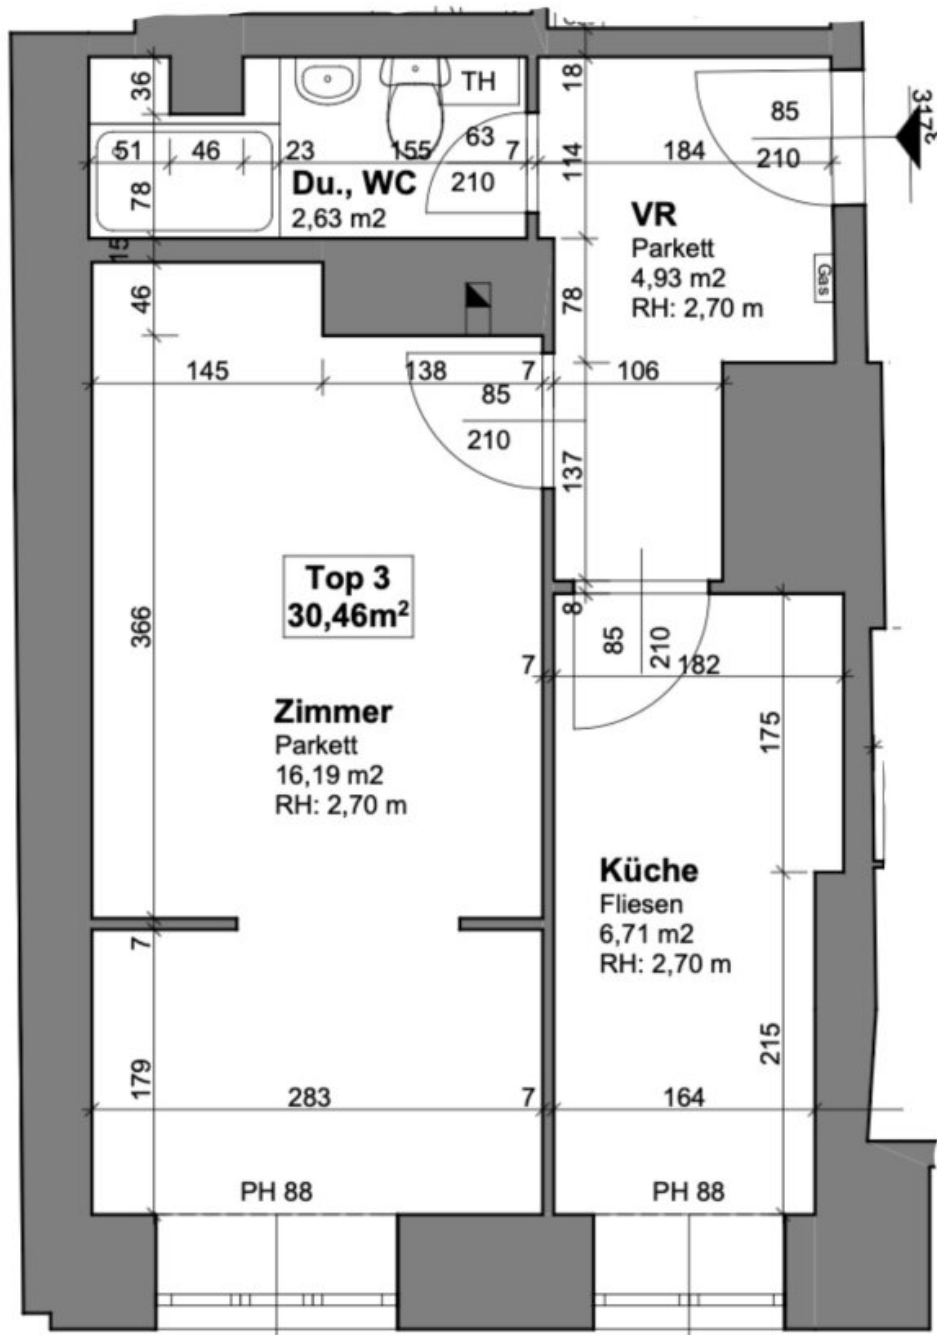 18
36
TH
85
210
317
51
46
23
155
63
7
210
114
184
78
Du., WC
2,63 m2
VR
Parkett
4,93 m2
RH: 2,70 m
Gas
15
46
78
145
138
7
106
85
210
137
Top 3
30,46m²
366
8
85
210
7
182
Zimmer
Parkett
16,19 m2
RH: 2,70 m
175
Küche
Fliesen
6,71 m2
RH: 2,70 m
7
215
179
283
7
164
PH 88
PH 88